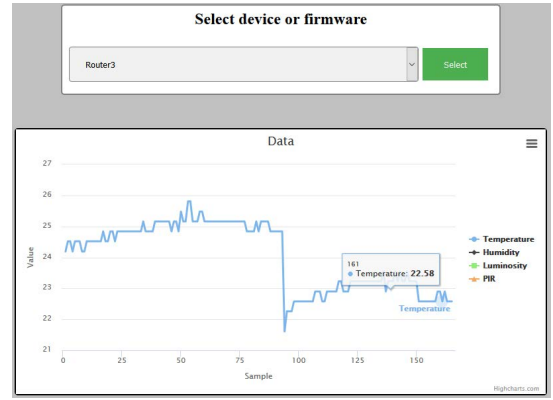 Select device or firmware
Router3
Select
Data
27
26
25
24
23
22
21
Value
161
Temperature: 22.58
Temperature
Temperature
Humidity
Luminosity
PIR
0 25 50 75 100 125 150
Sample
Highcharts.com